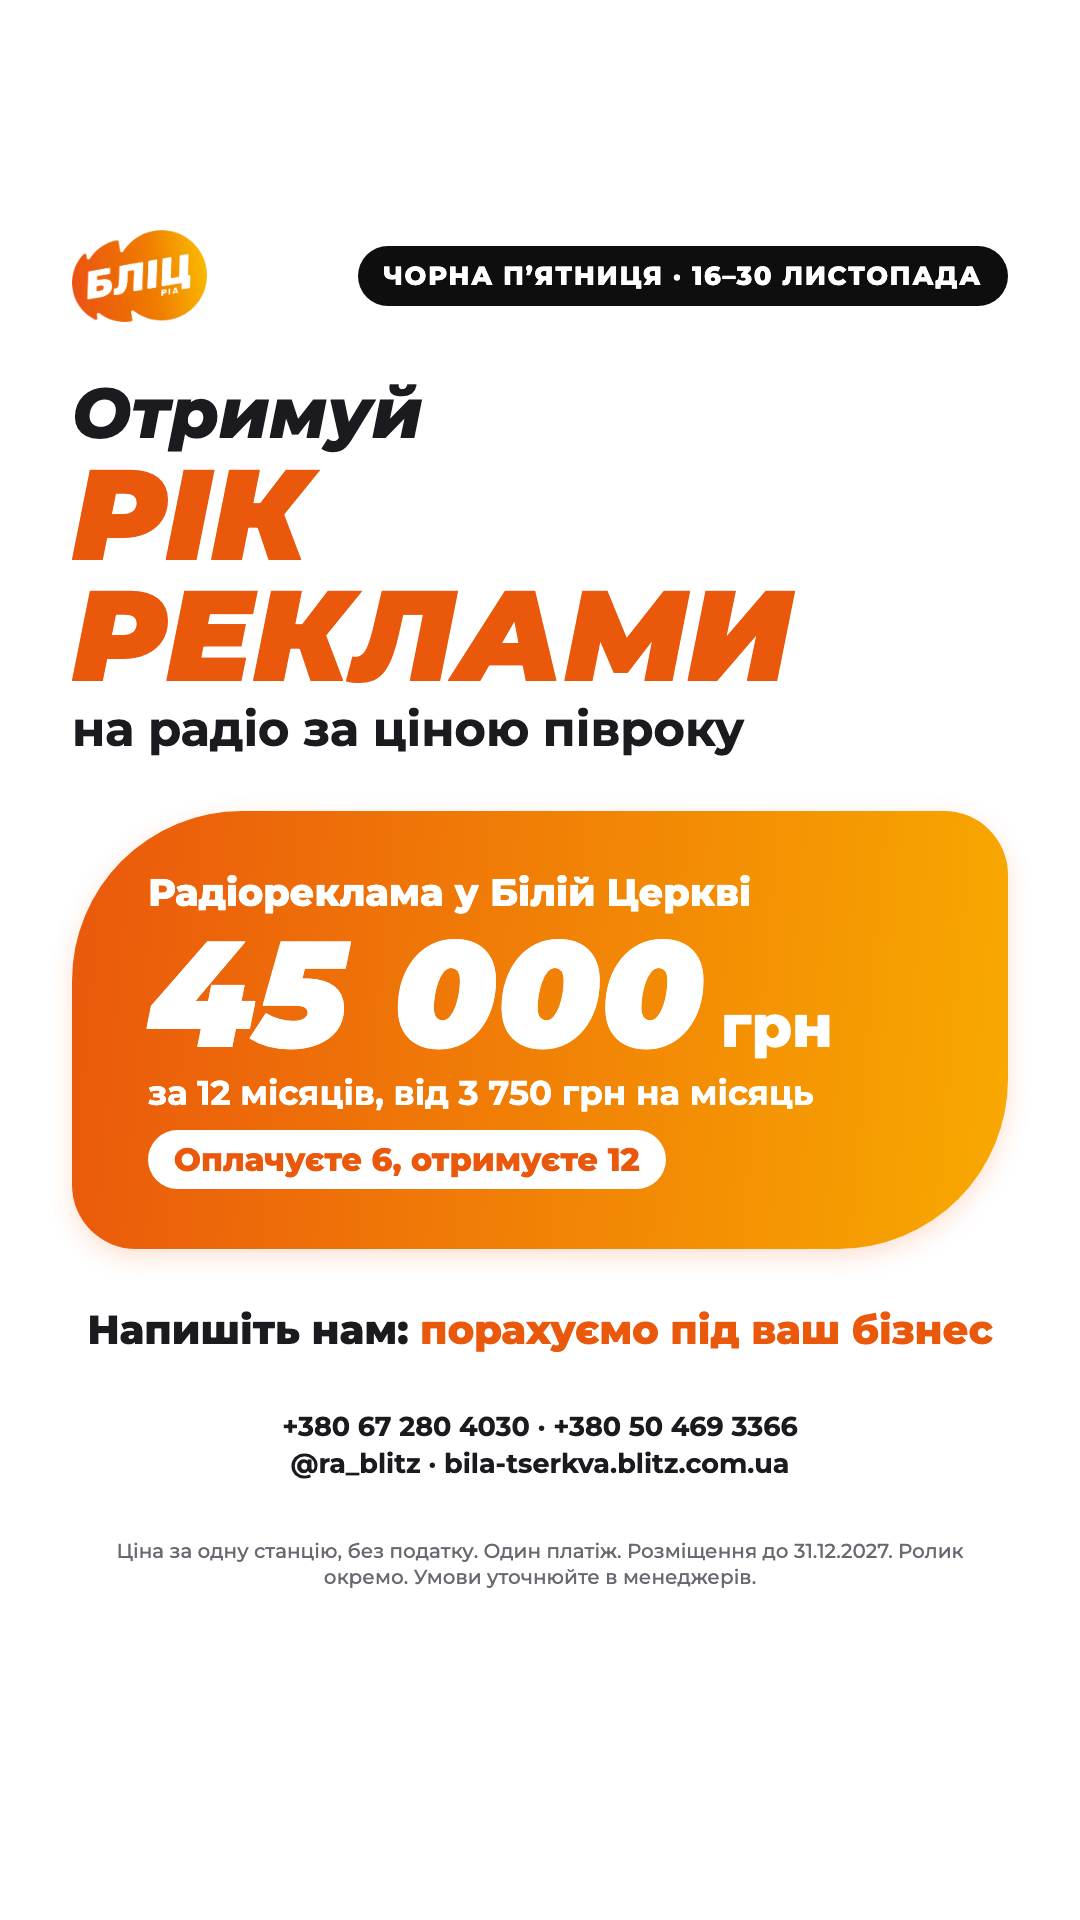 БЛІЦ
РІА
ЧОРНА П’ЯТНИЦЯ · 16–30 ЛИСТОПАДА
Отримуй
РІК
РЕКЛАМИ
на радіо за ціною півроку
Радіореклама у Білій Церкві
45 000 грн
за 12 місяців, від 3 750 грн на місяць
Оплачуєте 6, отримуєте 12
Напишіть нам: порахуємо під ваш бізнес
+380 67 280 4030 · +380 50 469 3366
@ra_blitz · bila-tserkva.blitz.com.ua
Ціна за одну станцію, без податку. Один платіж. Розміщення до 31.12.2027. Ролик
окремо. Умови уточнюйте в менеджерів.